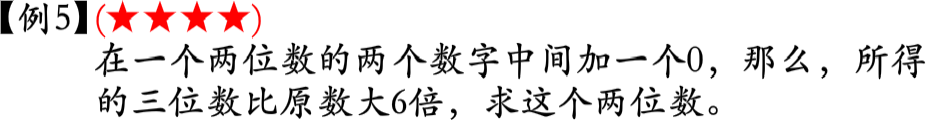 【例5】(★★★★)
在一个两位数的两个数字中间加一个0，那么，所得
的三位数比原数大6倍，求这个两位数。